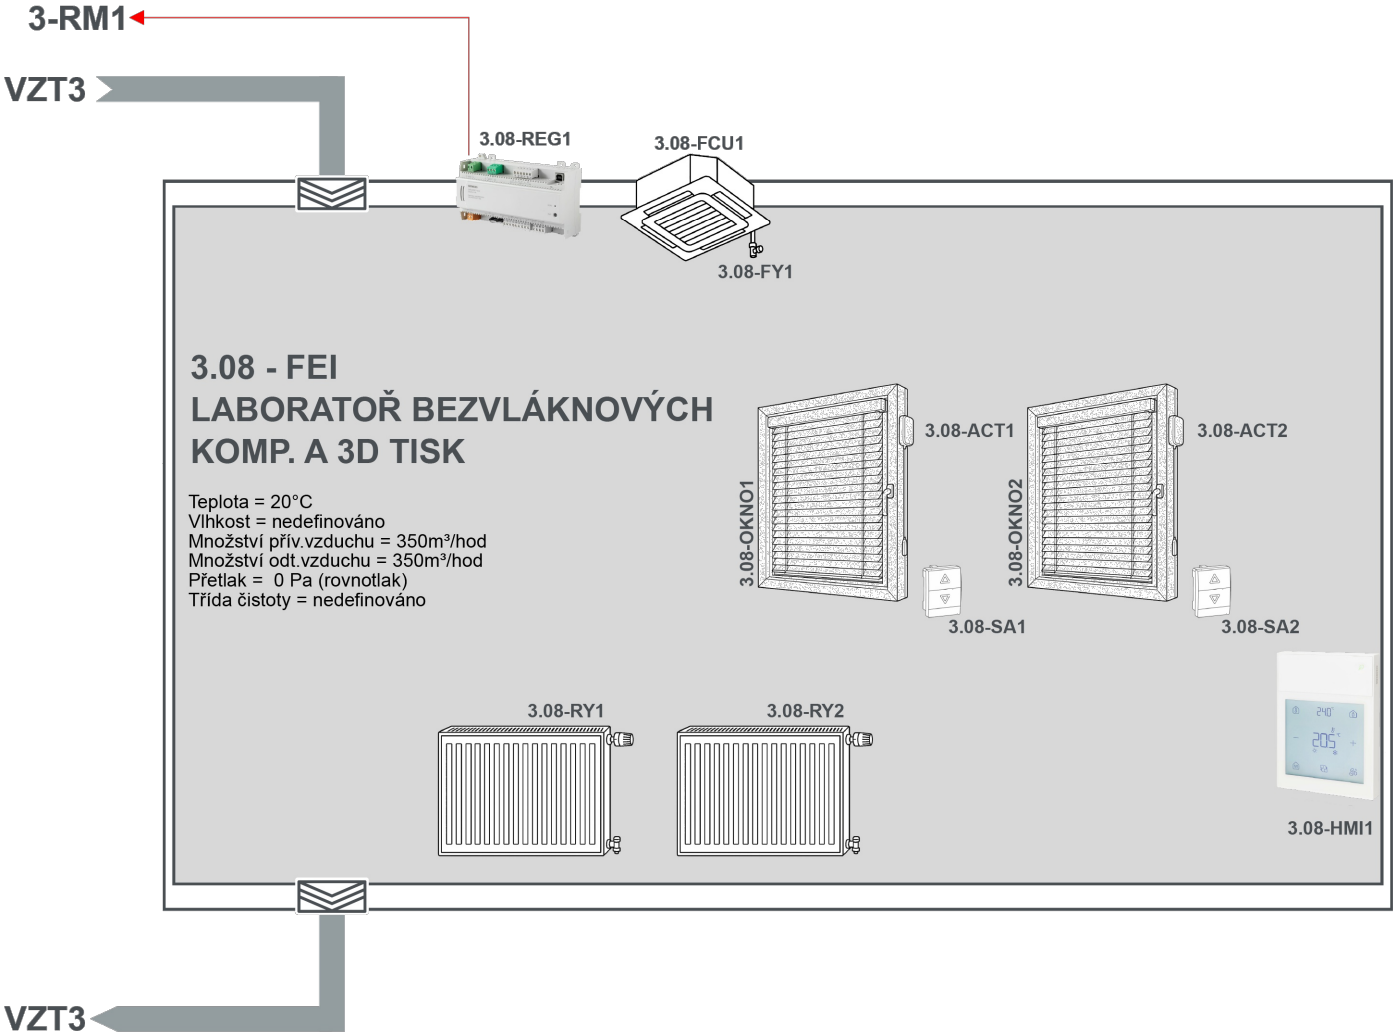 3-RM1
VZT3
3.08-REG1
3.08-FCU1
3.08-FY1
3.08 - FEI
LABORATOŘ BEZVLÁKNOVÝCH
KOMP. A 3D TISK
Teplota = 20°C
Vlhkost = nedefinováno
Množství přív.vzduchu = 350m³/hod
Množství odt.vzduchu = 350m³/hod
Přetlak =  0 Pa (rovnotlak)
Třída čistoty = nedefinováno
3.08-OKNO1
3.08-ACT1
3.08-SA1
3.08-OKNO2
3.08-ACT2
3.08-SA2
3.08-RY1
3.08-RY2
240°
20.5
3.08-HMI1
VZT3